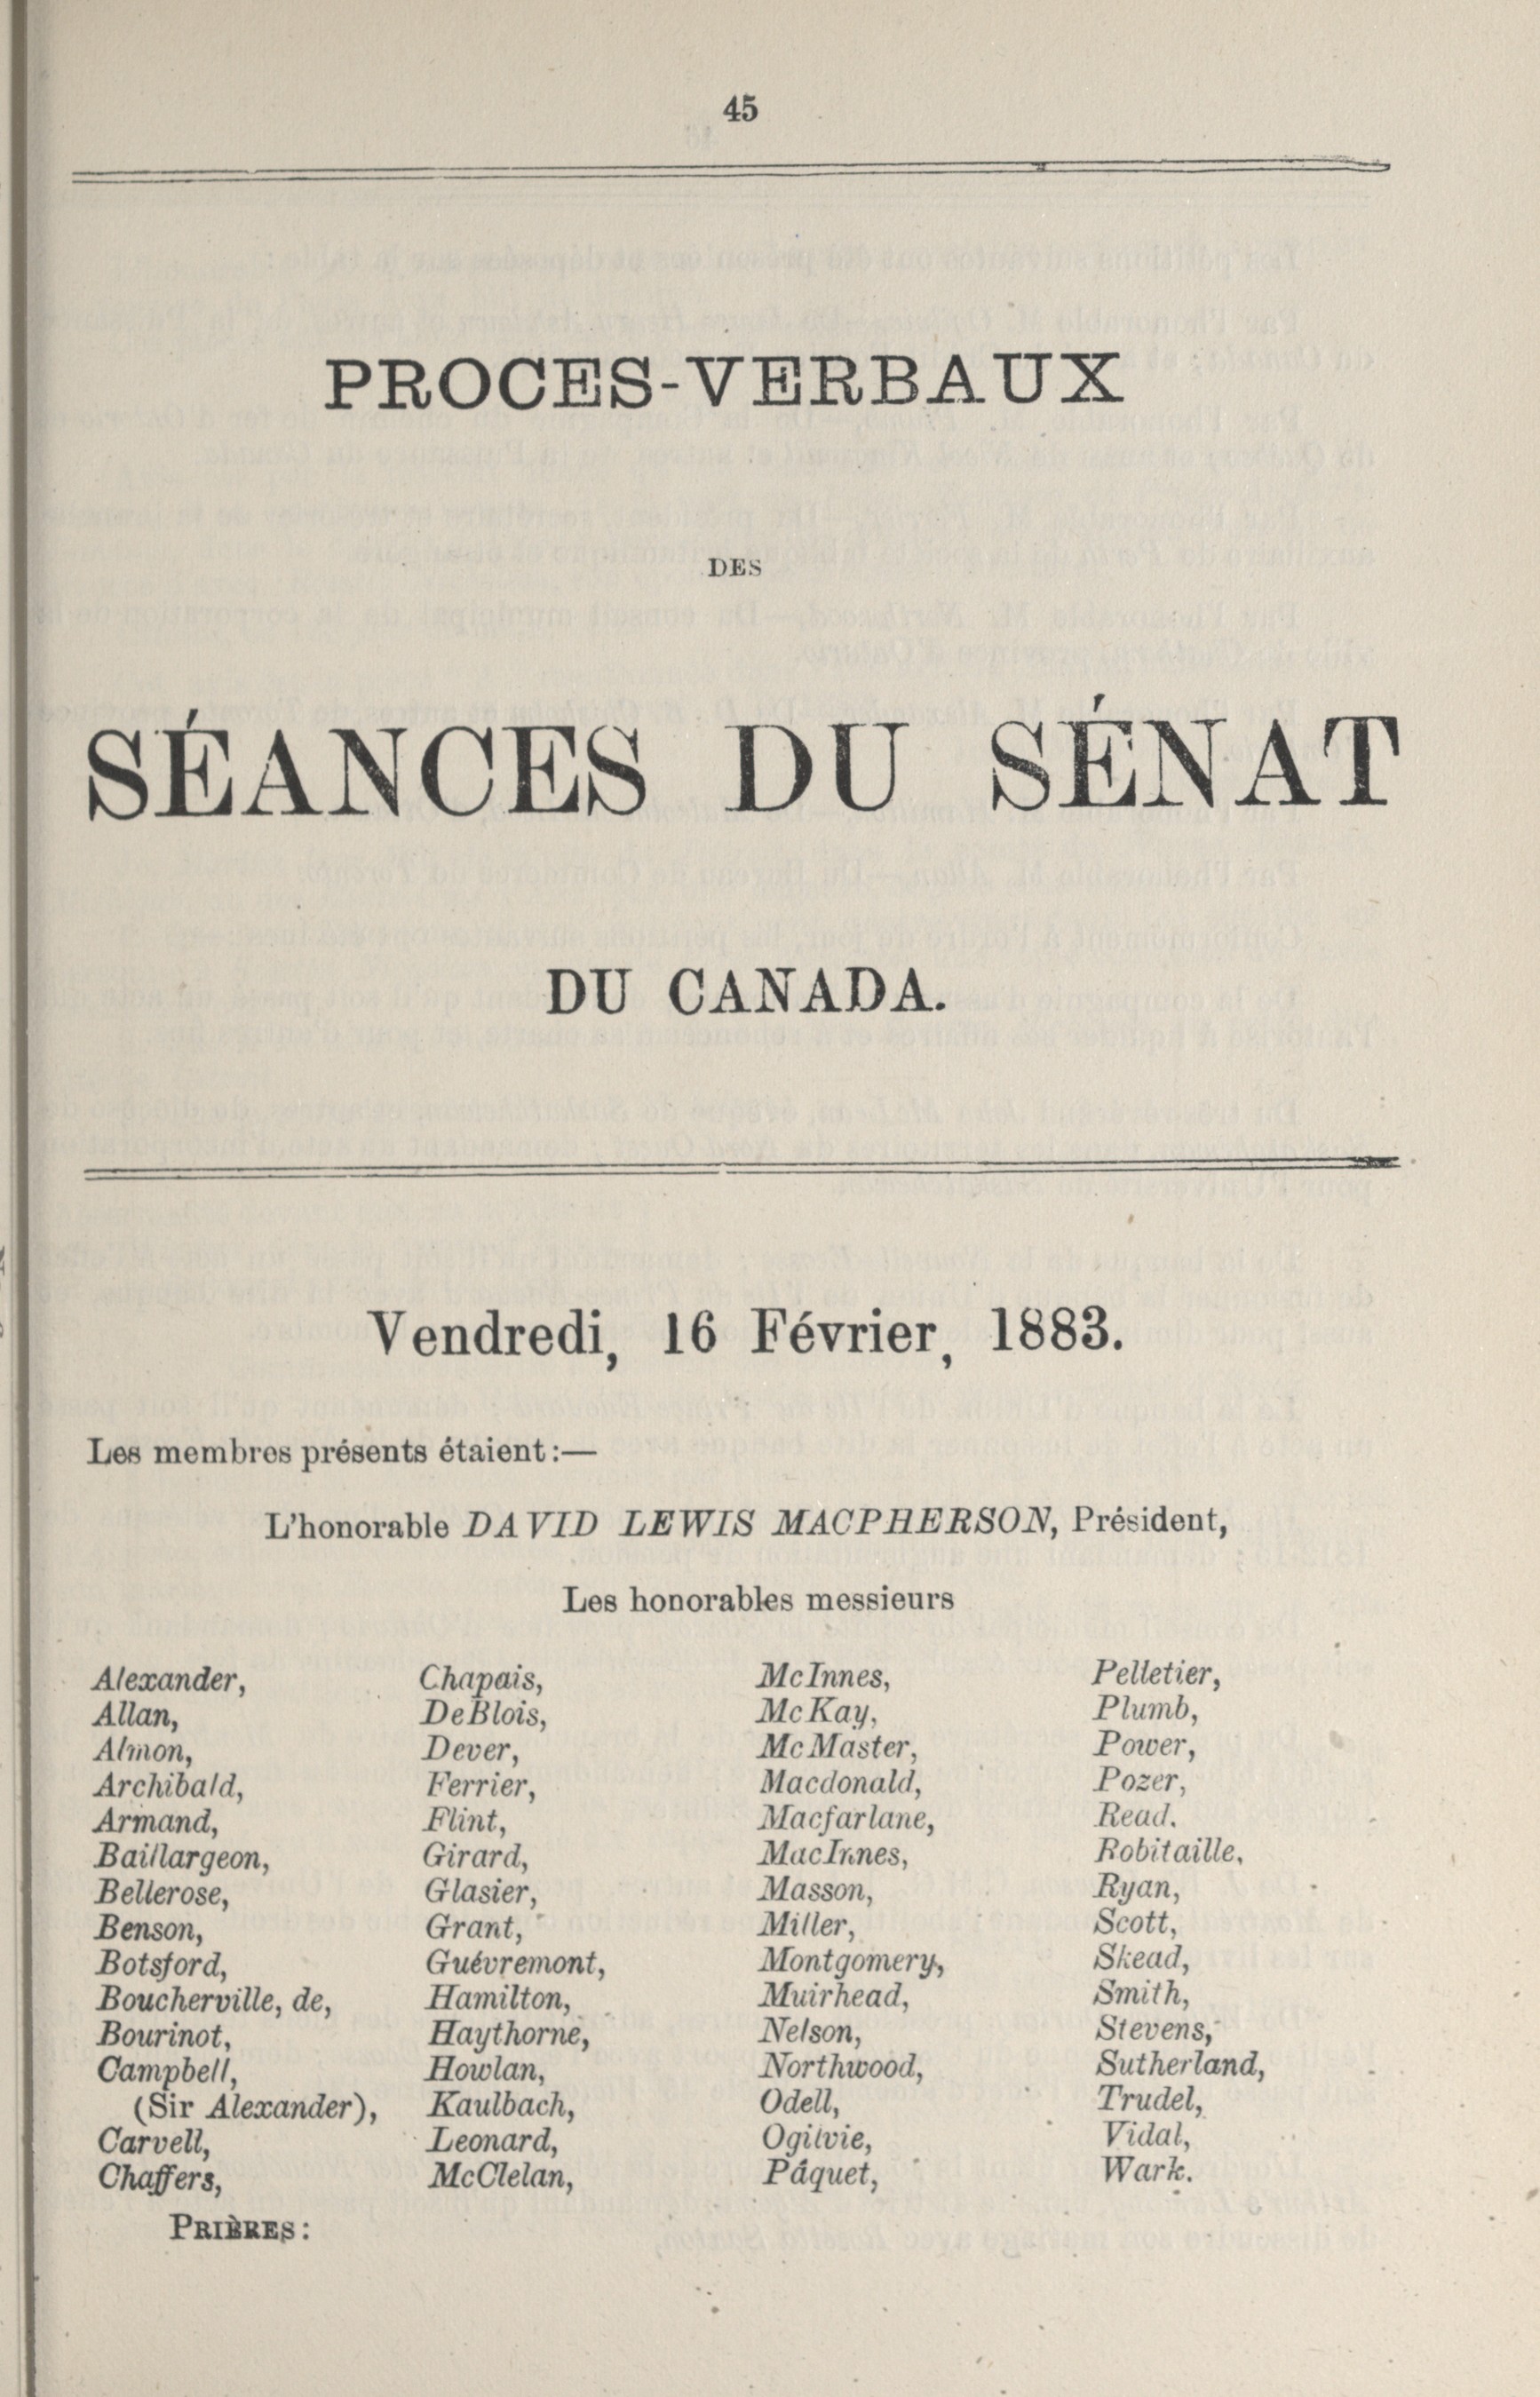 45
PROCES-VERBAUX
DES
SÉANCES DU SÉNAT
DU CANADA.
Vendredi, 16 Février, 1883.
Les membres présents étaient:—
L'honorable DAVID LEWIS MACPHERSON, Président,
Les honorables messieurs
Alexander,
Allan,
Almon,
Archibald,
Armand,
Baillargeon,
Bellerose,
Benson,
Botsford,
Boucherville, de,
Bourinot,
Campbell,
(Sir Alexander),
Carvell,
Chaffers,
Chapais,
DeBlois,
Dever,
Ferrier,
Flint,
Girard,
Glasier,
Grant,
Guévremont,
Hamilton,
Haythorne,
Howlan,
Kaulbach,
Leonard,
McClelan,
McInnes,
McKay,
McMaster,
Macdonald,
Macfarlane,
MacInnes,
Masson,
Miller,
Montgomery,
Muirhead,
Nelson,
Northwood,
Odell,
Ogilvie,
Pâquet,
Pelletier,
Plumb,
Power,
Pozer,
Read.
Robitaille,
Ryan,
Scott,
Skead,
Smith,
Stevens,
Sutherland,
Trudel,
Vidal,
Wark.
PRIÈRES: